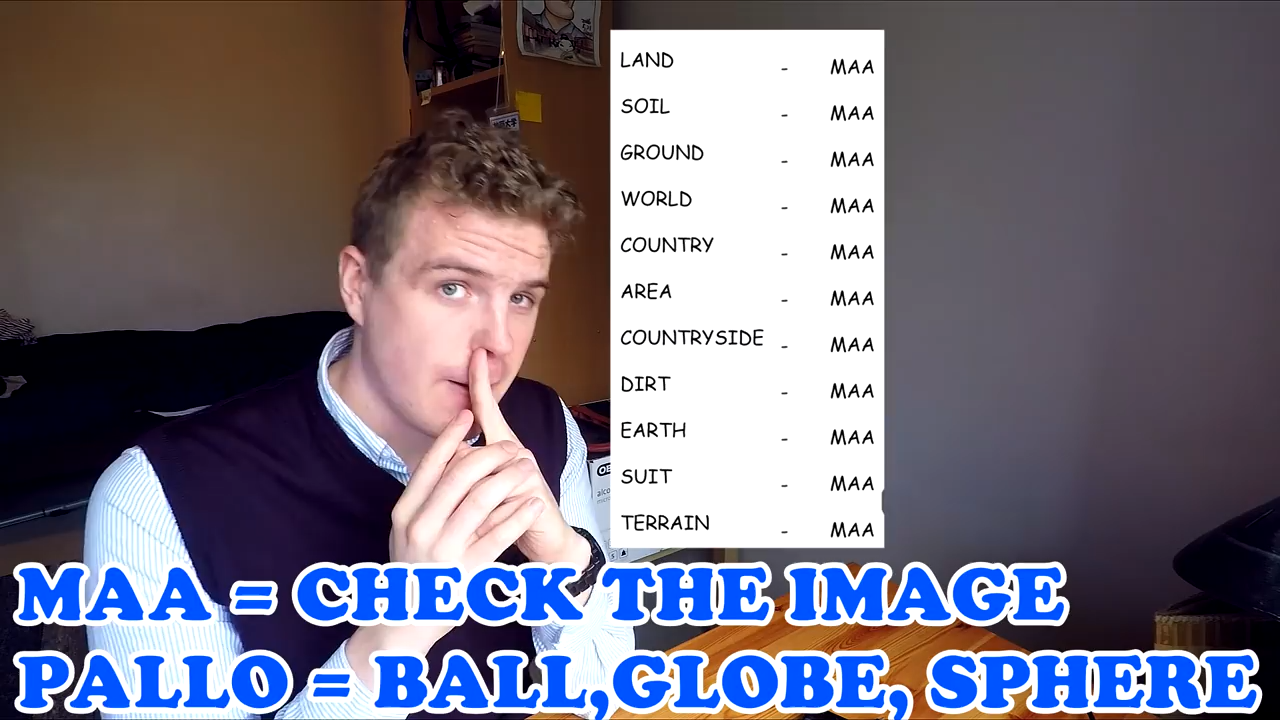 LAND - MAA
SOIL - MAA
GROUND - MAA
WORLD - MAA
COUNTRY - MAA
AREA - MAA
COUNTRYSIDE - MAA
DIRT - MAA
EARTH - MAA
SUIT - MAA
TERRAIN - MAA
MAA = CHECK THE IMAGE
PALLO = BALL,GLOBE, SPHERE